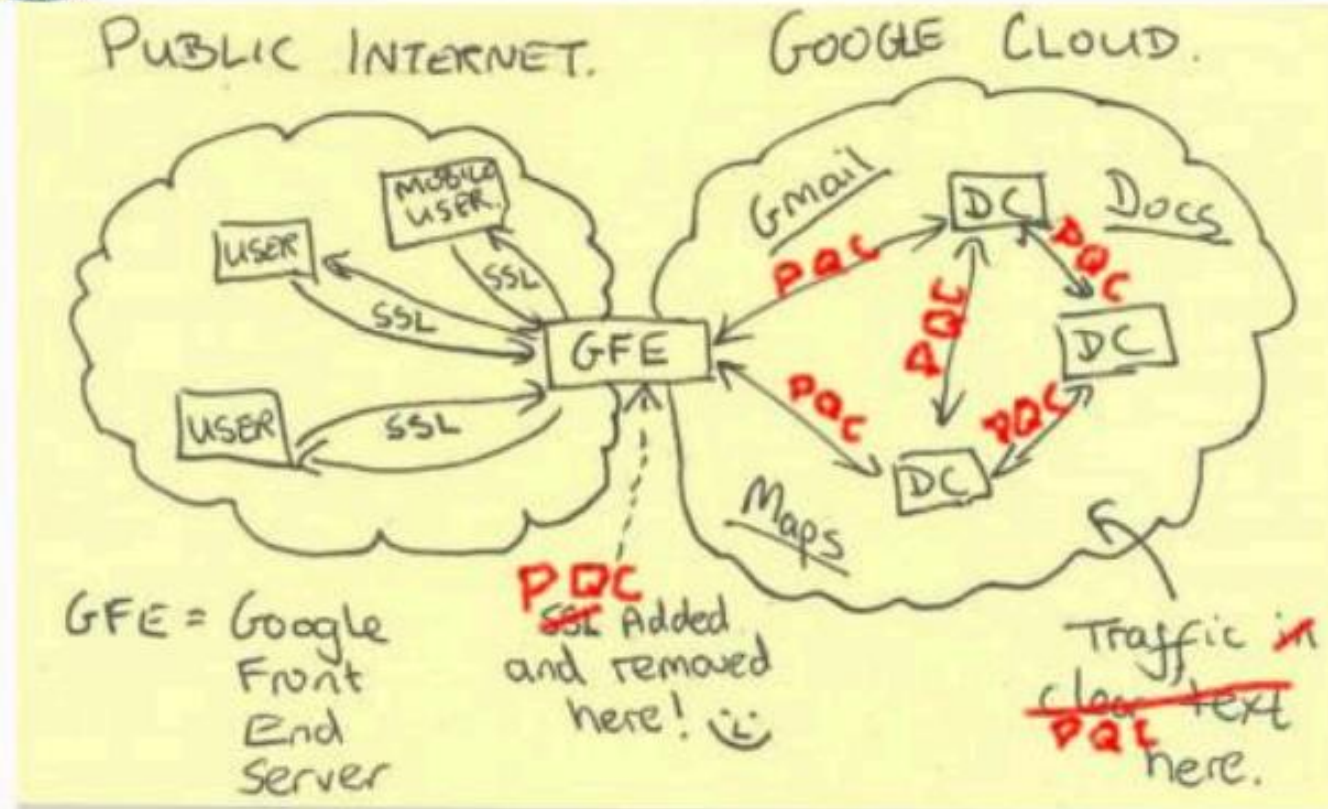 PUBLIC INTERNET.
GOOGLE CLOUD.
MOBILE
USER.
USER
SSL
SSL
USER
SSL
GFE
Gmail
PQC
DC
Docs
PQC
PQC
DC
PQC
PQC
DC
Maps
GFE = Google
Front
End
Server
PQC
SSL Added
and removed
here!
Traffic in
clear text
PQC
here.